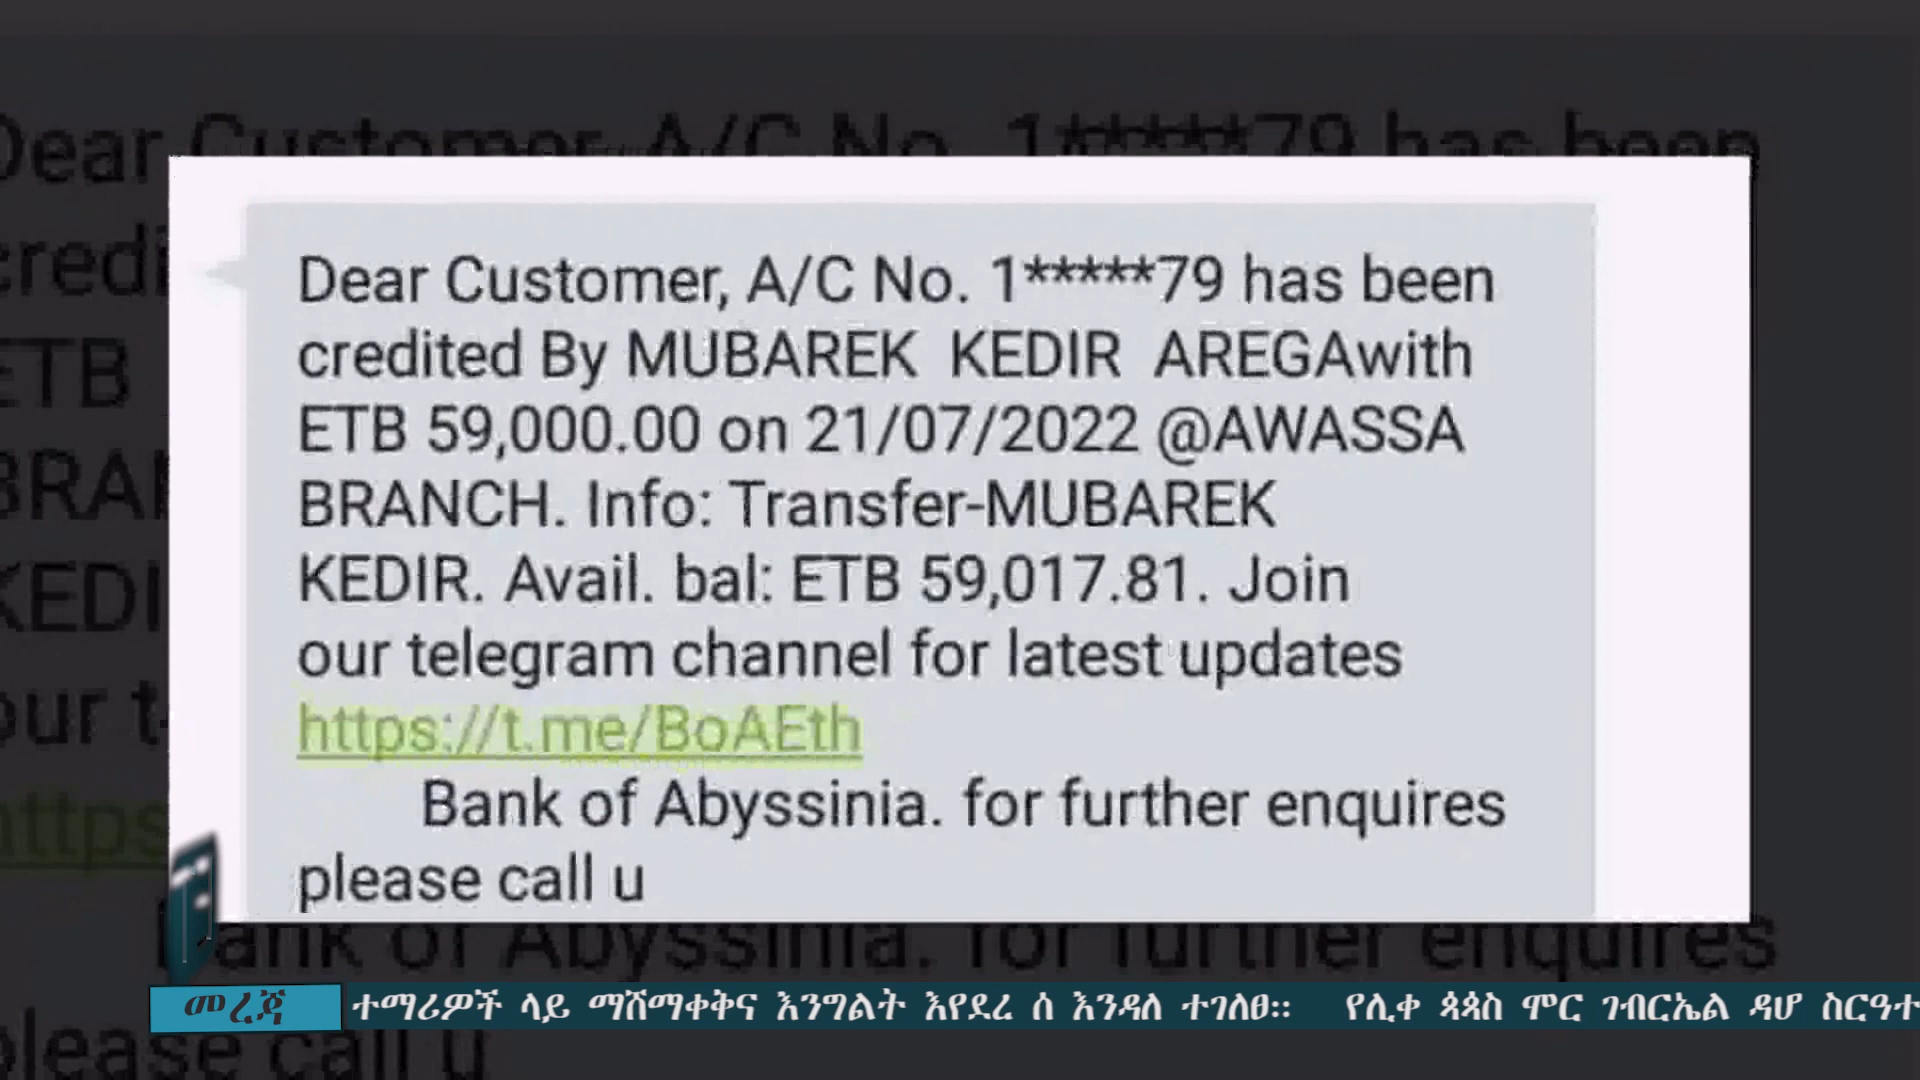 Dear Customer, A/C No. 1*****79 has been
credited By MUBAREK KEDIR AREGAwith
ETB 59,000.00 on 21/07/2022 @AWASSA
BRANCH. Info: Transfer-MUBAREK
KEDIR. Avail. bal: ETB 59,017.81. Join
our telegram channel for latest updates
https://t.me/BoAEth
Bank of Abyssinia. for further enquires
please call u
መረጃ
ተማሪዎች ላይ ማሸማቀቅና እንግልት እየደረ ሰ እንዳለ ተገለፀ፡፡ የሊቀ ጳጳስ ሞር ገብርኤል ዳሆ ስርዓተ